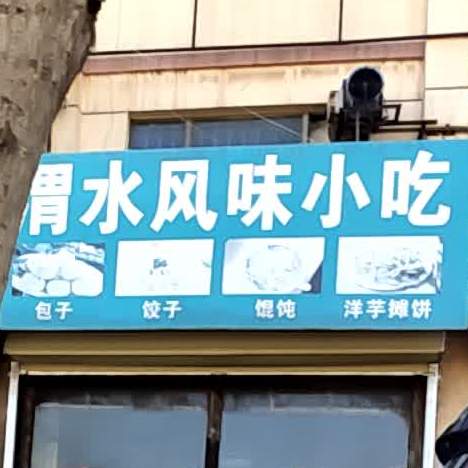 渭水风味小吃
包子 饺子 馄饨 洋芋摊饼